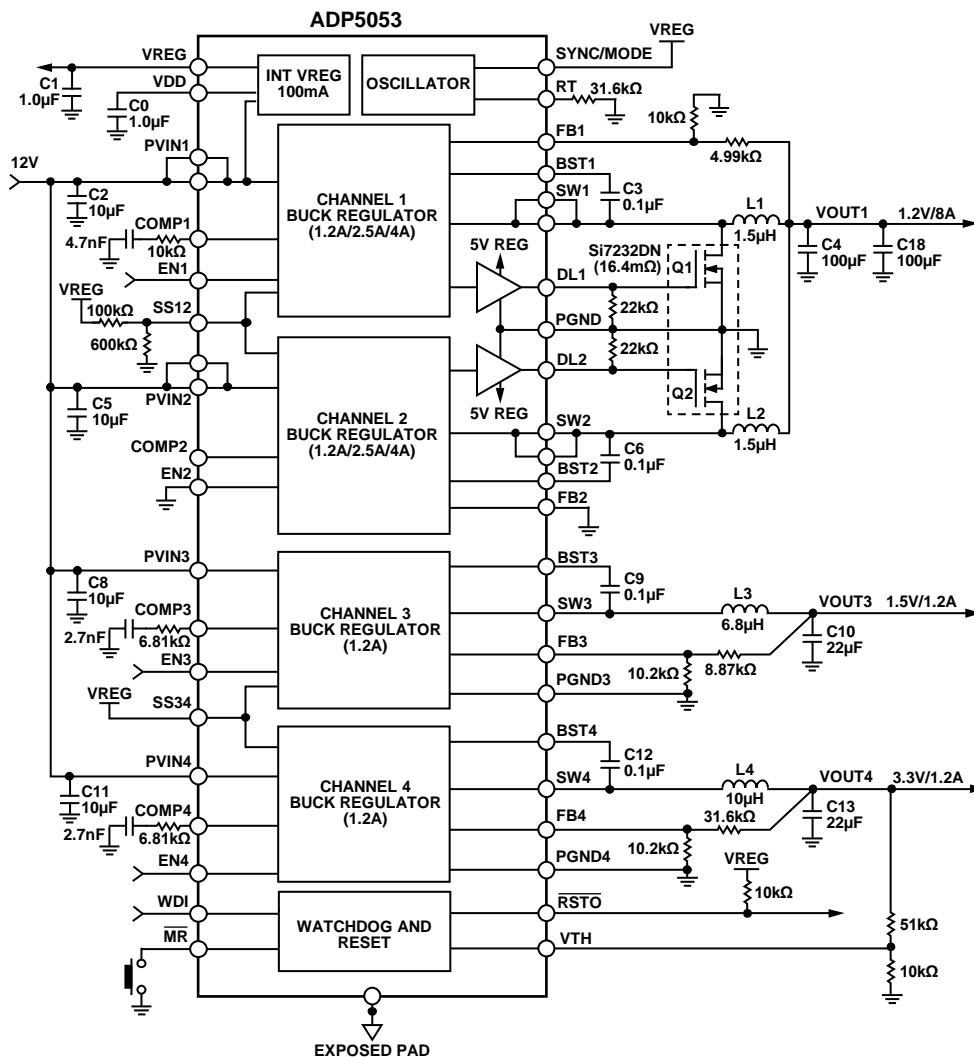 ADP5053
VREG
C1
1.0µF
VDD
C0
1.0µF
INT VREG
100mA
OSCILLATOR
SYNC/MODE
VREG
RT
31.6kΩ
10kΩ
FB1
4.99kΩ
PVIN1
12V
C2
10µF
CHANNEL 1
BUCK REGULATOR
(1.2A/2.5A/4A)
BST1
C3
0.1µF
SW1
L1
1.5µH
VOUT1
1.2V/8A
C4
100µF
C18
100µF
COMP1
4.7nF
10kΩ
EN1
5V REG
Si7232DN
(16.4mΩ)
Q1
DL1
22kΩ
VREG
100kΩ
SS12
600kΩ
PGND
22kΩ
DL2
Q2
5V REG
PVIN2
C5
10µF
CHANNEL 2
BUCK REGULATOR
(1.2A/2.5A/4A)
SW2
L2
1.5µH
C6
0.1µF
COMP2
BST2
EN2
FB2
PVIN3
C8
10µF
CHANNEL 3
BUCK REGULATOR
(1.2A)
BST3
C9
0.1µF
SW3
L3
6.8µH
VOUT3
1.5V/1.2A
C10
22µF
COMP3
2.7nF
6.81kΩ
FB3
8.87kΩ
10.2kΩ
EN3
PGND3
VREG
SS34
BST4
PVIN4
C12
0.1µF
C11
10µF
CHANNEL 4
BUCK REGULATOR
(1.2A)
SW4
L4
10µH
VOUT4
3.3V/1.2A
C13
22µF
COMP4
2.7nF
6.81kΩ
FB4
31.6kΩ
10.2kΩ
EN4
PGND4
VREG
10kΩ
WDI
WATCHDOG AND
RESET
RSTO
51kΩ
MR
VTH
10kΩ
EXPOSED PAD